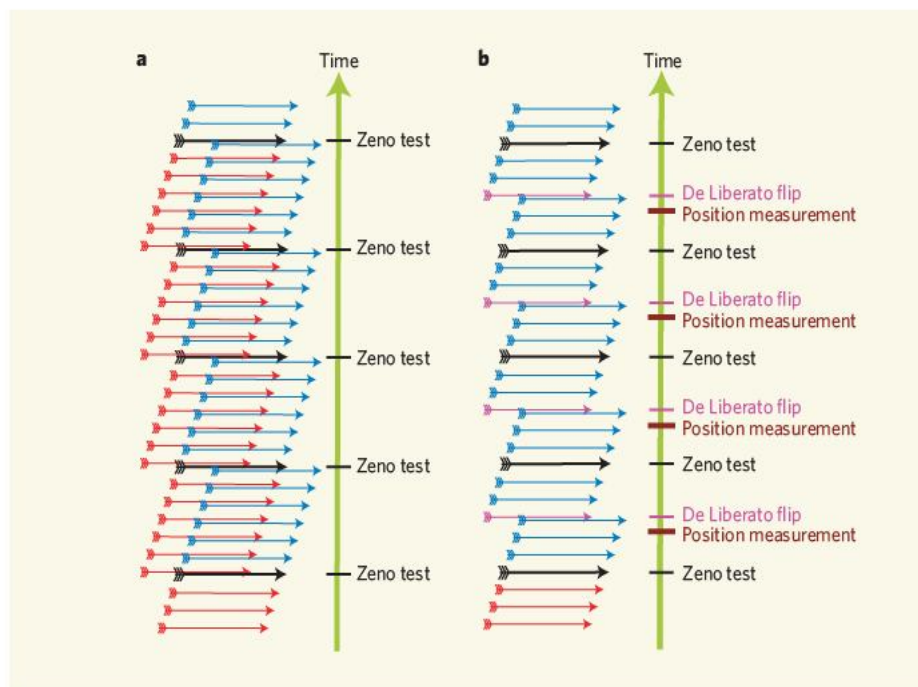 a
Time
Zeno test
Zeno test
Zeno test
Zeno test
Zeno test
b
Time
Zeno test
De Liberato flip
Position measurement
Zeno test
De Liberato flip
Position measurement
Zeno test
De Liberato flip
Position measurement
Zeno test
De Liberato flip
Position measurement
Zeno test